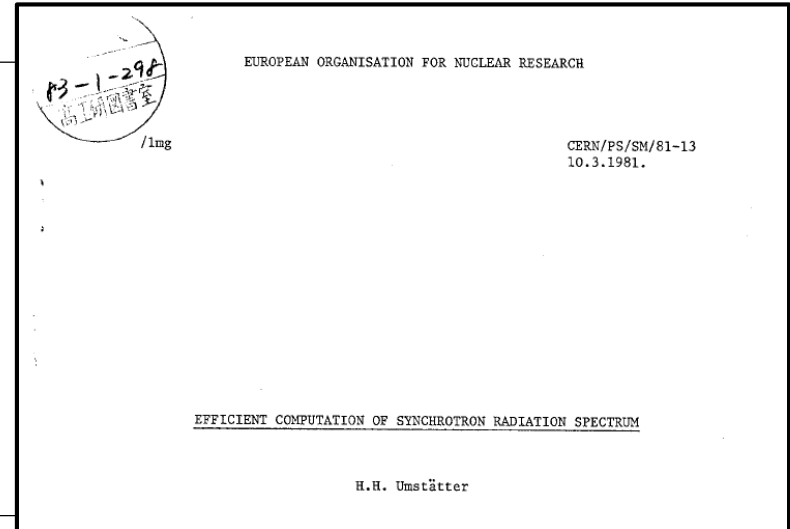 EUROPEAN ORGANISATION FOR NUCLEAR RESEARCH
83-1-298
高工研図書室
/lmg
CERN/PS/SM/81-13
10.3.1981.
EFFICIENT COMPUTATION OF SYNCHROTRON RADIATION SPECTRUM
H.H. Umstätter